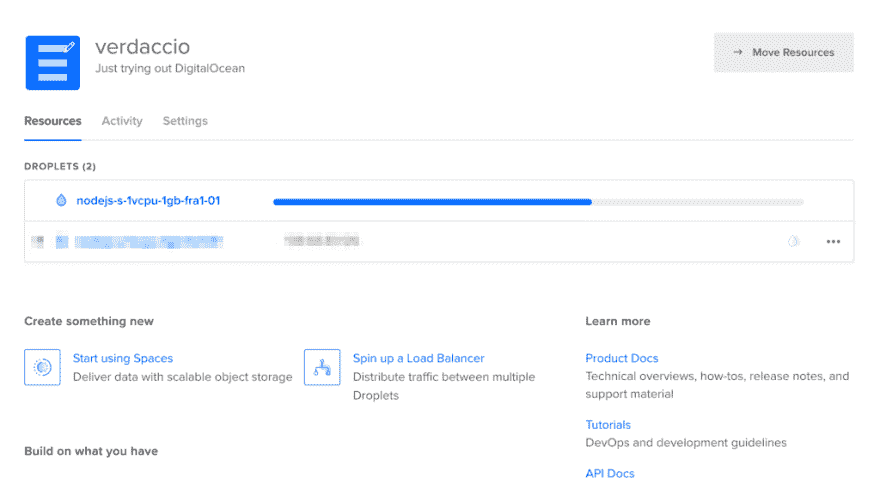 verdaccio
Just trying out DigitalOcean
→ Move Resources
Resources
Activity
Settings
DROPLETS (2)
nodejs-s-1vcpu-1gb-fra1-01
Create something new
Start using Spaces
Deliver data with scalable object storage
Spin up a Load Balancer
Distribute traffic between multiple
Droplets
Build on what you have
Learn more
Product Docs
Technical overviews, how-tos, release notes, and
support material
Tutorials
DevOps and development guidelines
API Docs